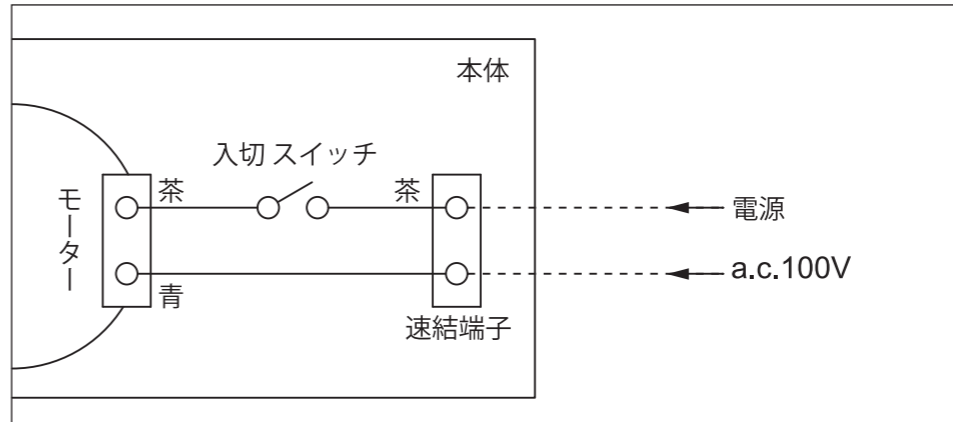 本体
入切 スイッチ
茶
茶
モーター
電源
a.c.100V
青
速結端子